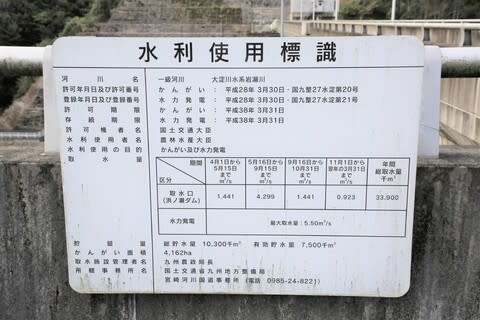 水利使用標識
河川名 一級河川 大淀川水系岩瀬川
許可年月日及び許可番号 かんがい:平成28年 3月30日・国九整27水淀第20号
登録年月日及び登録番号 水力発電:平成28年 3月30日・国九整27水淀第21号
許可期限 かんがい:平成38年 3月31日
存続期限 水力発電:平成38年 3月31日
許可権者名 国土交通大臣
水利使用者名 農林水産大臣
水利使用の目的 かんがい及び水力発電
取水量
期間 区分 4月1日から5月15日まで m³/s 5月16日から9月15日まで m³/s 9月16日から10月31日まで m³/s 11月1日から翌年の3月31日まで m³/s 年間総取水量 千m³
取水口(浜ノ瀬ダム) 1.441 4.299 1.441 0.923 33,900
水力発電 最大取水量:5.50m³/s
貯留量 総貯水量 10,300千m³ 有効貯水量 7,500千m³
かんがい面積 4,162ha
取水施設管理者名 九州農政局長
所轄事務所名 国土交通省九州地方整備局
宮崎河川国道事務所 (電話 0985-24-8221)